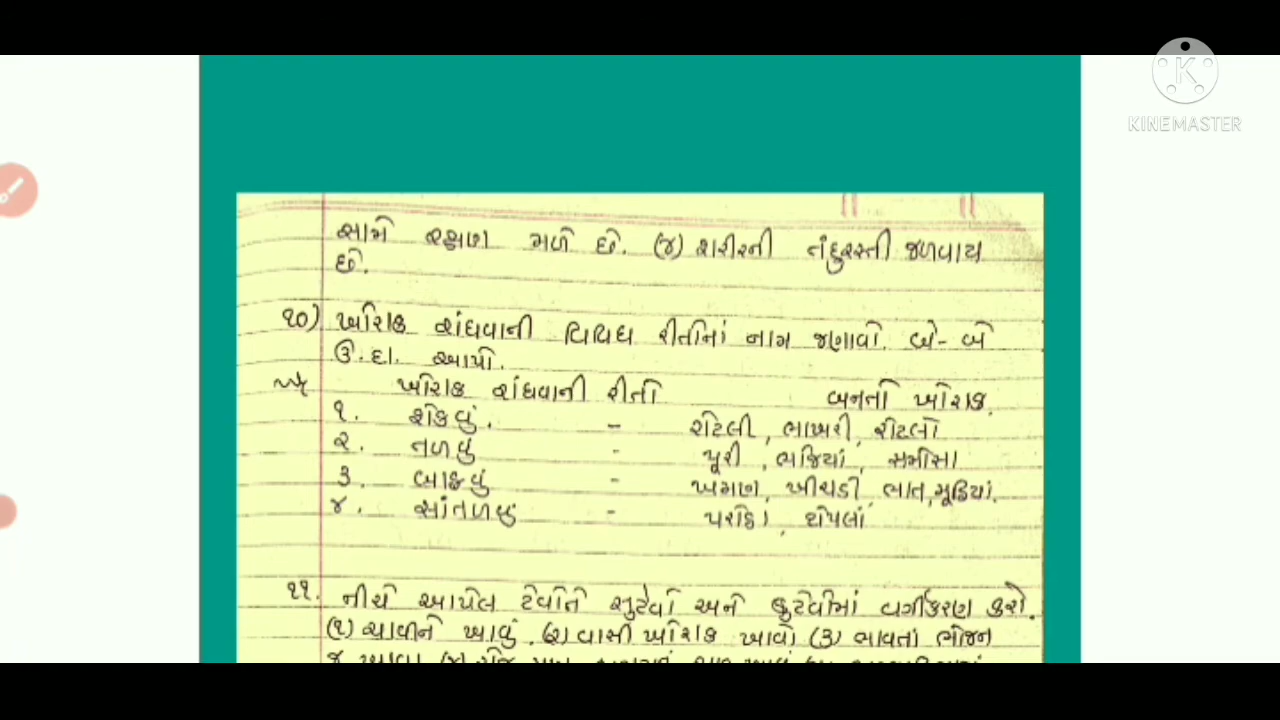 KINEMASTER
સામે રક્ષણ મળે છે. (૪) શરીરની તંદુરસ્તી જળવાય
છે.
૧૦) ખોરાક રાંધવાની વિવિધ રીતોનાં નામ જણાવો. બે-બે
ઉ.દા. આપો.
ખોરાક રાંધવાની રીતો બનતો ખોરાક.
૧. શેકવું. - રોટલી, ભાખરી, રોટલો
૨. તળવું - પૂરી, ભજિયાં, સમોસા
૩. બાફવું - ખમણ, ખીચડી, ભાત, મૂઠિયાં.
૪. સાંતળવું - પરોઠા, થેપલાં
૧૧. નીચે આપેલ ટેવોને સુટેવો અને કુટેવોમાં વર્ગીકરણ કરો.
(૧) ચાવીને ખાવું. (૨) વાસી ખોરાક ખાવો (૩) ભાવતાં ભોજન